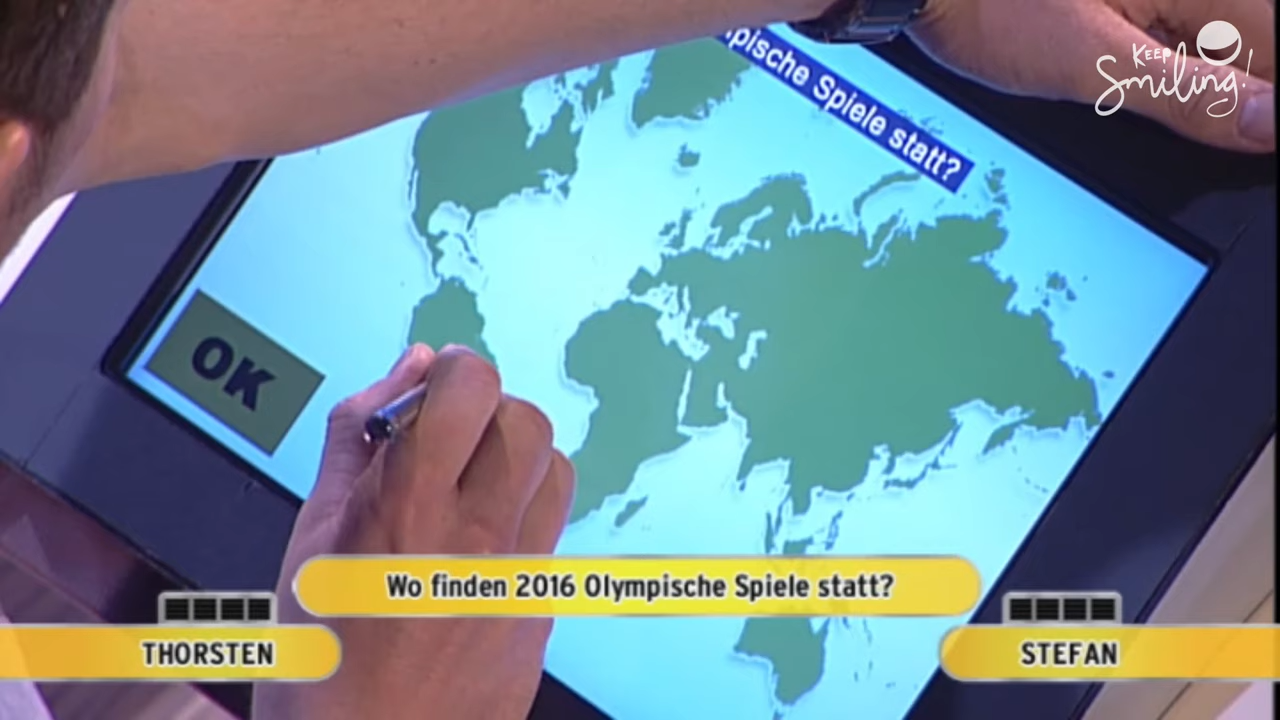 KEEP
Smiling!
pische Spiele statt?
OK
Wo finden 2016 Olympische Spiele statt?
THORSTEN
STEFAN